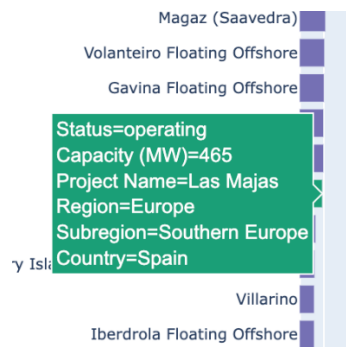 Magaz (Saavedra)
Volanteiro Floating Offshore
Gavina Floating Offshore
Status=operating
Capacity (MW)=465
Project Name=Las Majas
Region=Europe
Subregion=Southern Europe
Country=Spain
Villarino
Iberdrola Floating Offshore